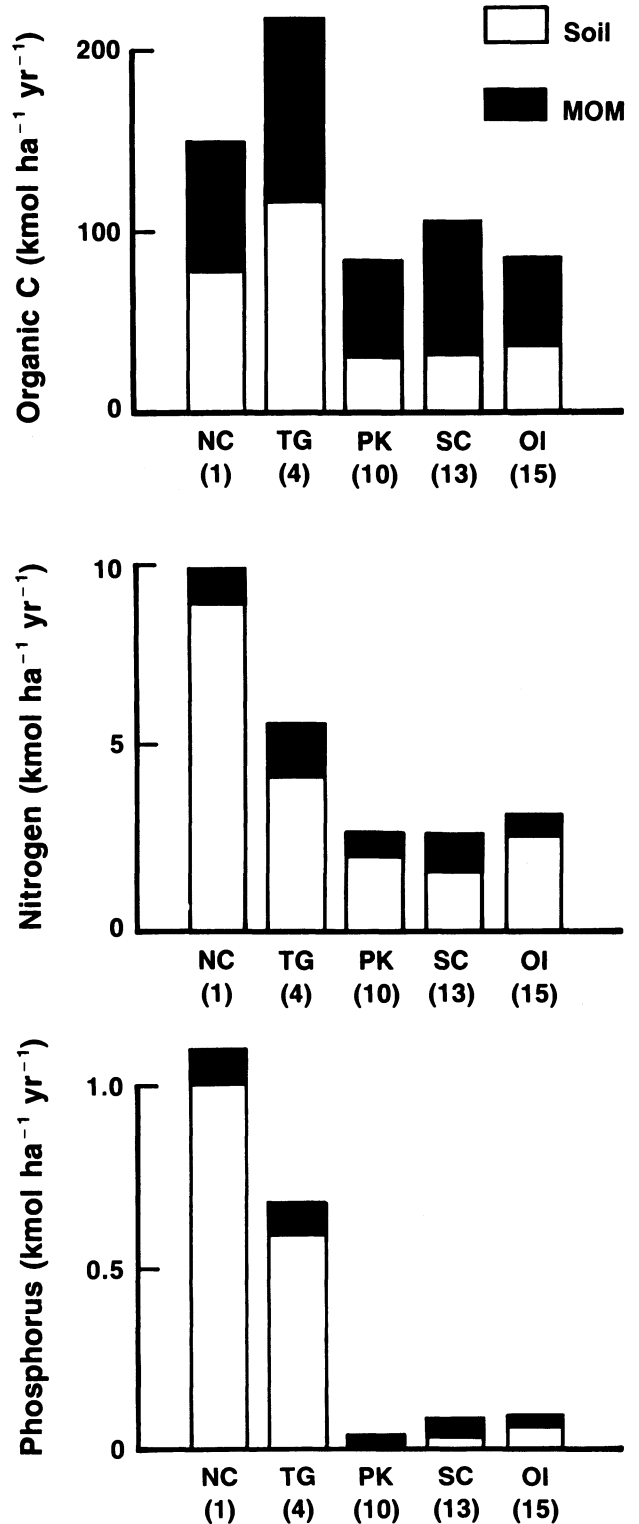 Soil
MOM
Organic C (kmol ha⁻¹ yr⁻¹)
200
100
0
NC TG PK SC OI
(1) (4) (10) (13) (15)
Nitrogen (kmol ha⁻¹ yr⁻¹)
10
5
0
NC TG PK SC OI
(1) (4) (10) (13) (15)
Phosphorus (kmol ha⁻¹ yr⁻¹)
1.0
0.5
0
NC TG PK SC OI
(1) (4) (10) (13) (15)